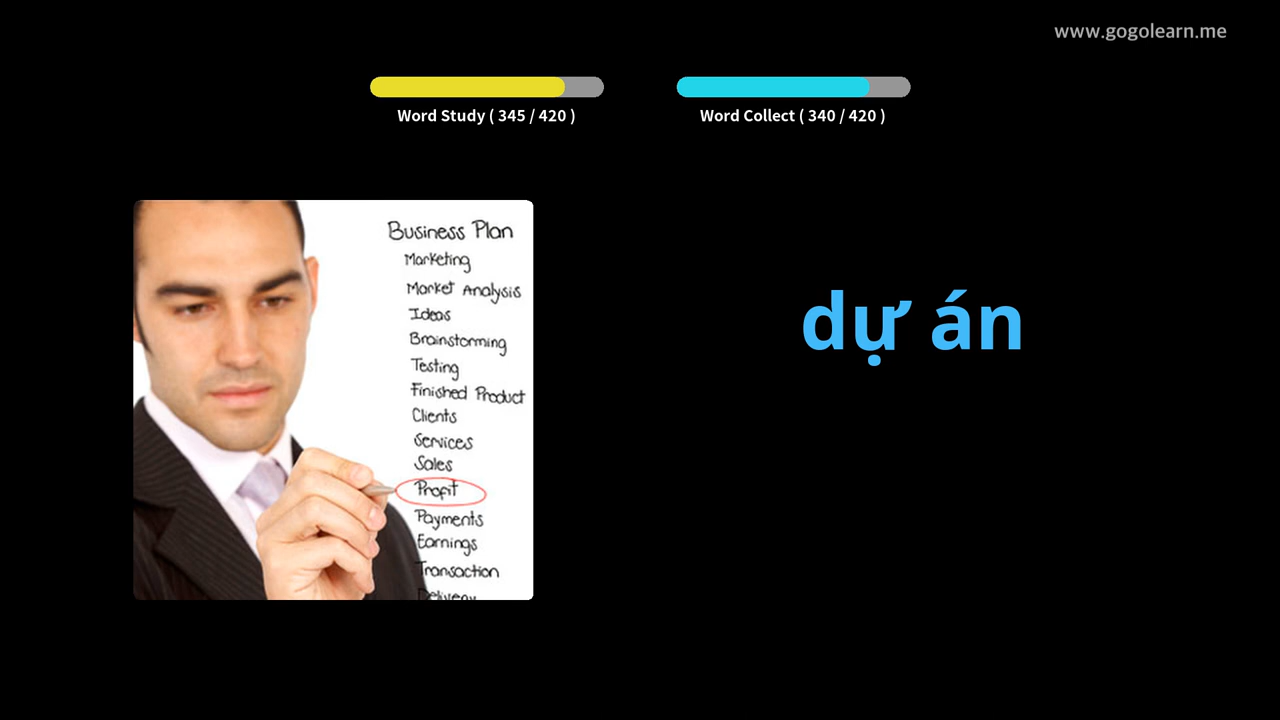 www.gogolearn.me
Word Study ( 345 / 420 )
Word Collect ( 340 / 420 )
Business Plan
Marketing
Market Analysis
Ideas
Brainstorming
Testing
Finished Product
Clients
Services
Sales
Profit
Payments
Earnings
Transaction
Delivery
dự án